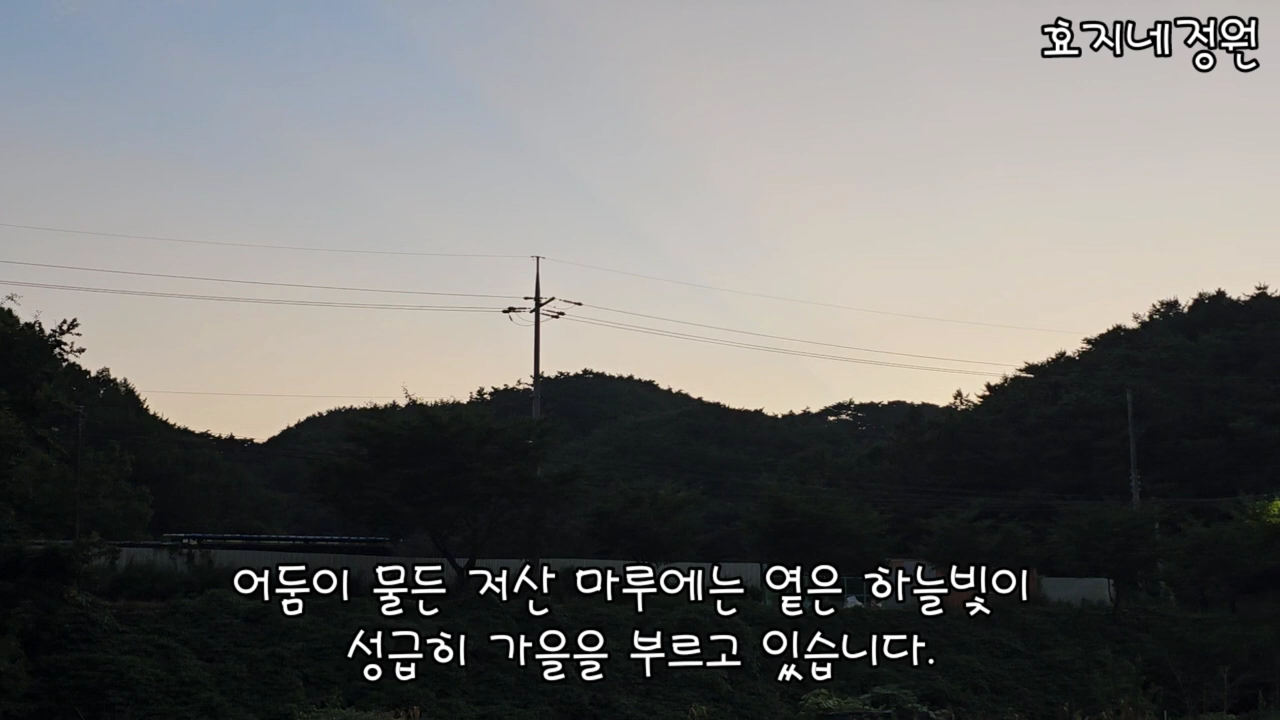 효지네정원
어둠이 물든 저산 마루에는 옅은 하늘빛이
성급히 가을을 부르고 있습니다.